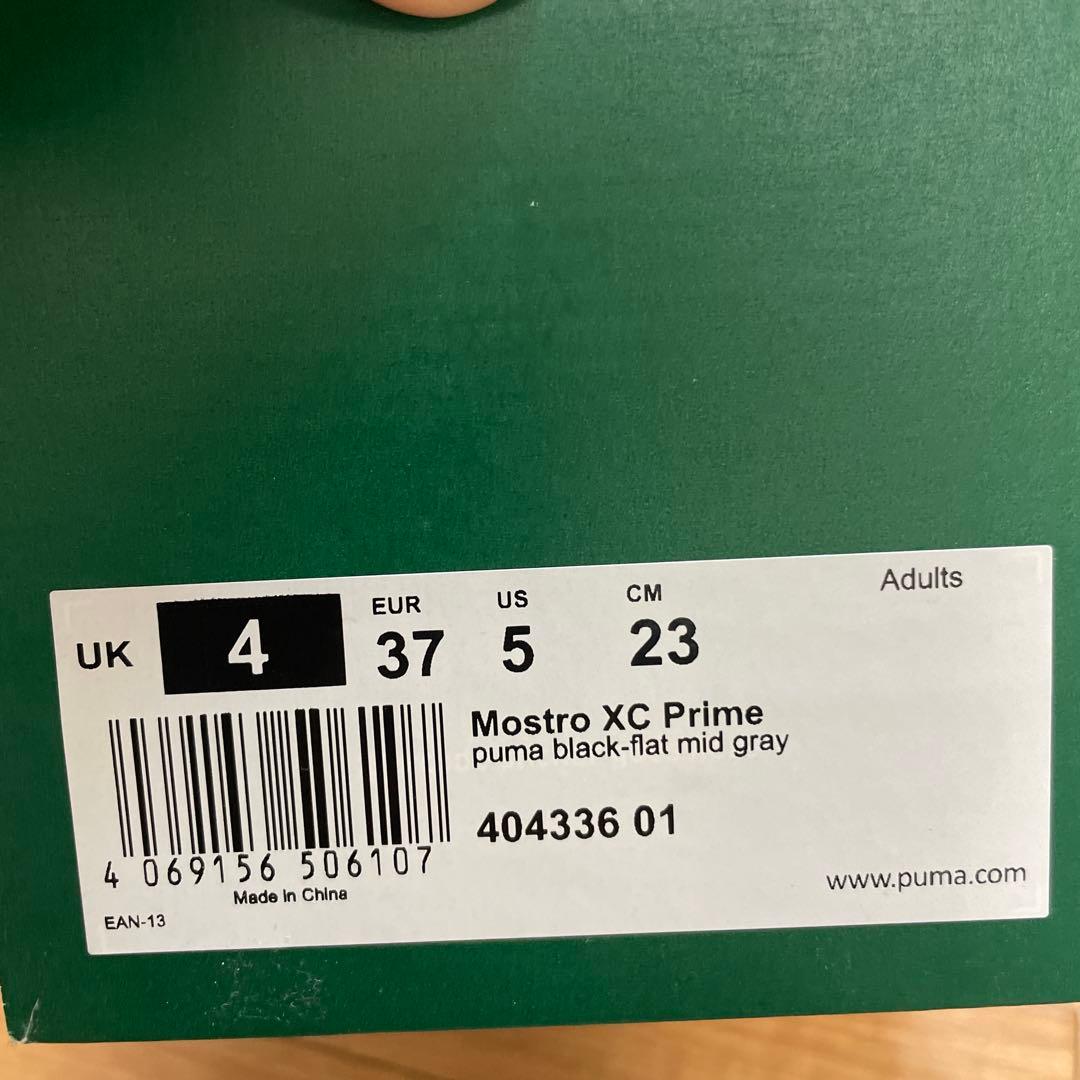 UK 4 EUR 37 US 5 CM 23 Adults
Mostro XC Prime
puma black-flat mid gray
404336 01
4 069156 506107
Made in China
EAN-13
www.puma.com